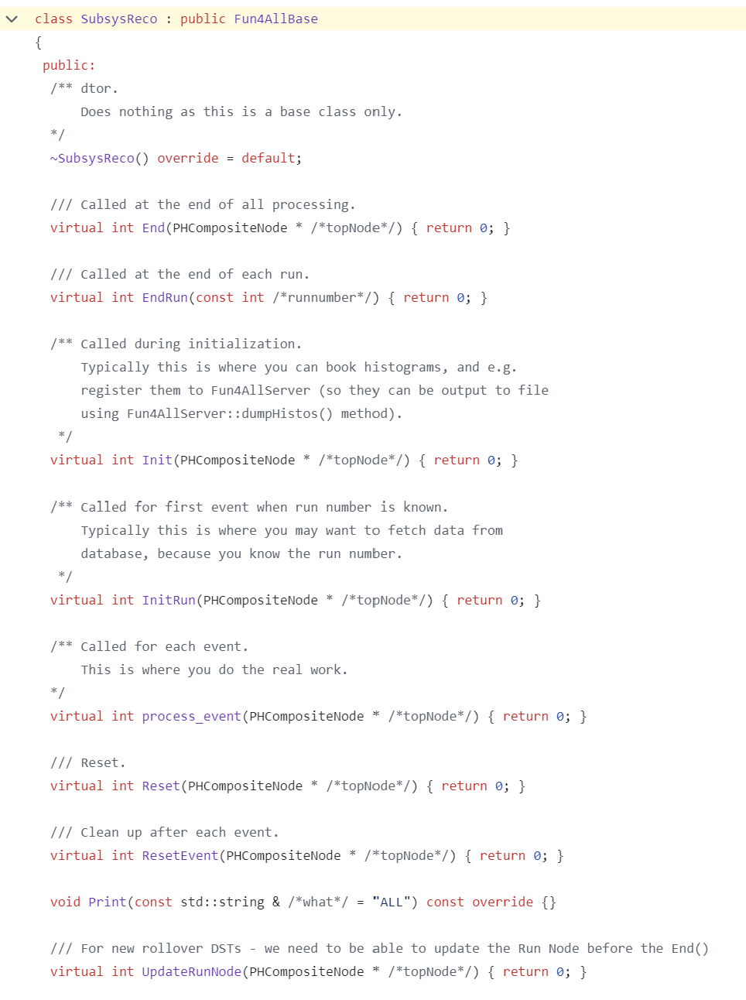 class SubsysReco : public Fun4AllBase
{
 public:
  /** dtor.
      Does nothing as this is a base class only.
  */
  ~SubsysReco() override = default;

  /// Called at the end of all processing.
  virtual int End(PHCompositeNode * /*topNode*/) { return 0; }

  /// Called at the end of each run.
  virtual int EndRun(const int /*runnumber*/) { return 0; }

  /** Called during initialization.
      Typically this is where you can book histograms, and e.g.
      register them to Fun4AllServer (so they can be output to file
      using Fun4AllServer::dumpHistos() method).
   */
  virtual int Init(PHCompositeNode * /*topNode*/) { return 0; }

  /** Called for first event when run number is known.
      Typically this is where you may want to fetch data from
      database, because you know the run number.
   */
  virtual int InitRun(PHCompositeNode * /*topNode*/) { return 0; }

  /** Called for each event.
      This is where you do the real work.
  */
  virtual int process_event(PHCompositeNode * /*topNode*/) { return 0; }

  /// Reset.
  virtual int Reset(PHCompositeNode * /*topNode*/) { return 0; }

  /// Clean up after each event.
  virtual int ResetEvent(PHCompositeNode * /*topNode*/) { return 0; }

  void Print(const std::string & /*what*/ = "ALL") const override {}

  /// For new rollover DSTs - we need to be able to update the Run Node before the End()
  virtual int UpdateRunNode(PHCompositeNode * /*topNode*/) { return 0; }